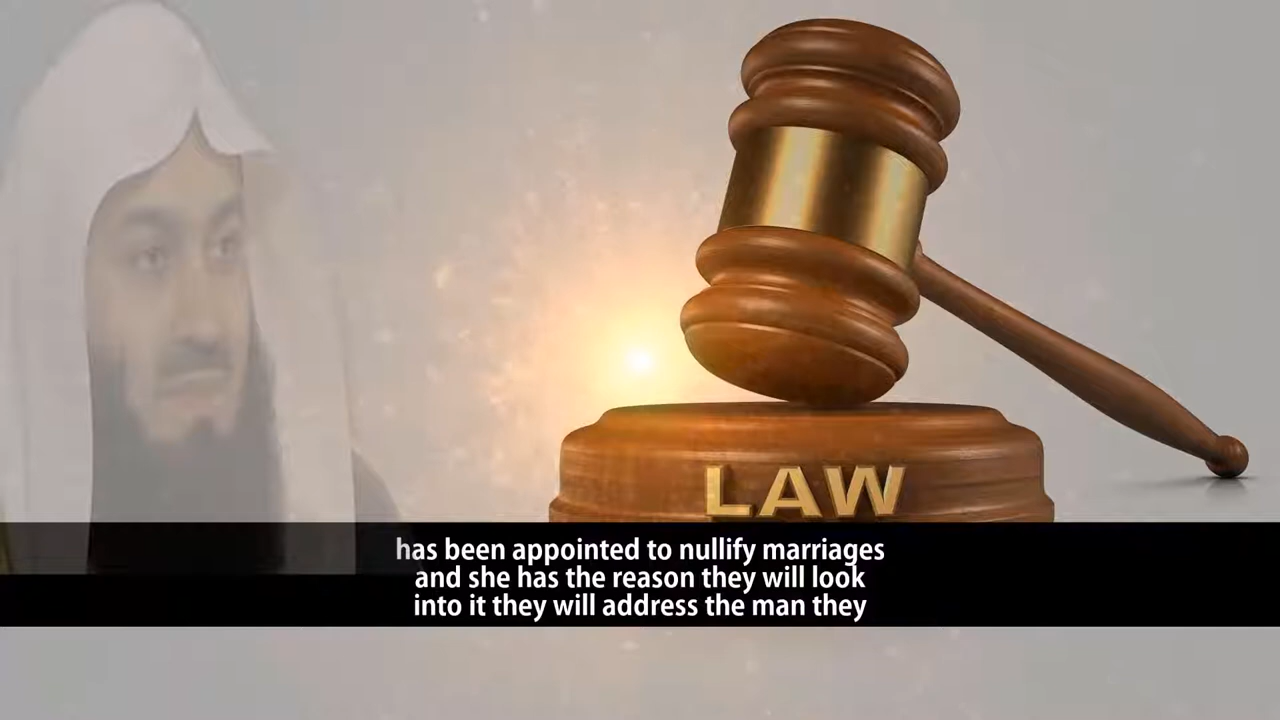 LAW
has been appointed to nullify marriages
and she has the reason they will look
into it they will address the man they